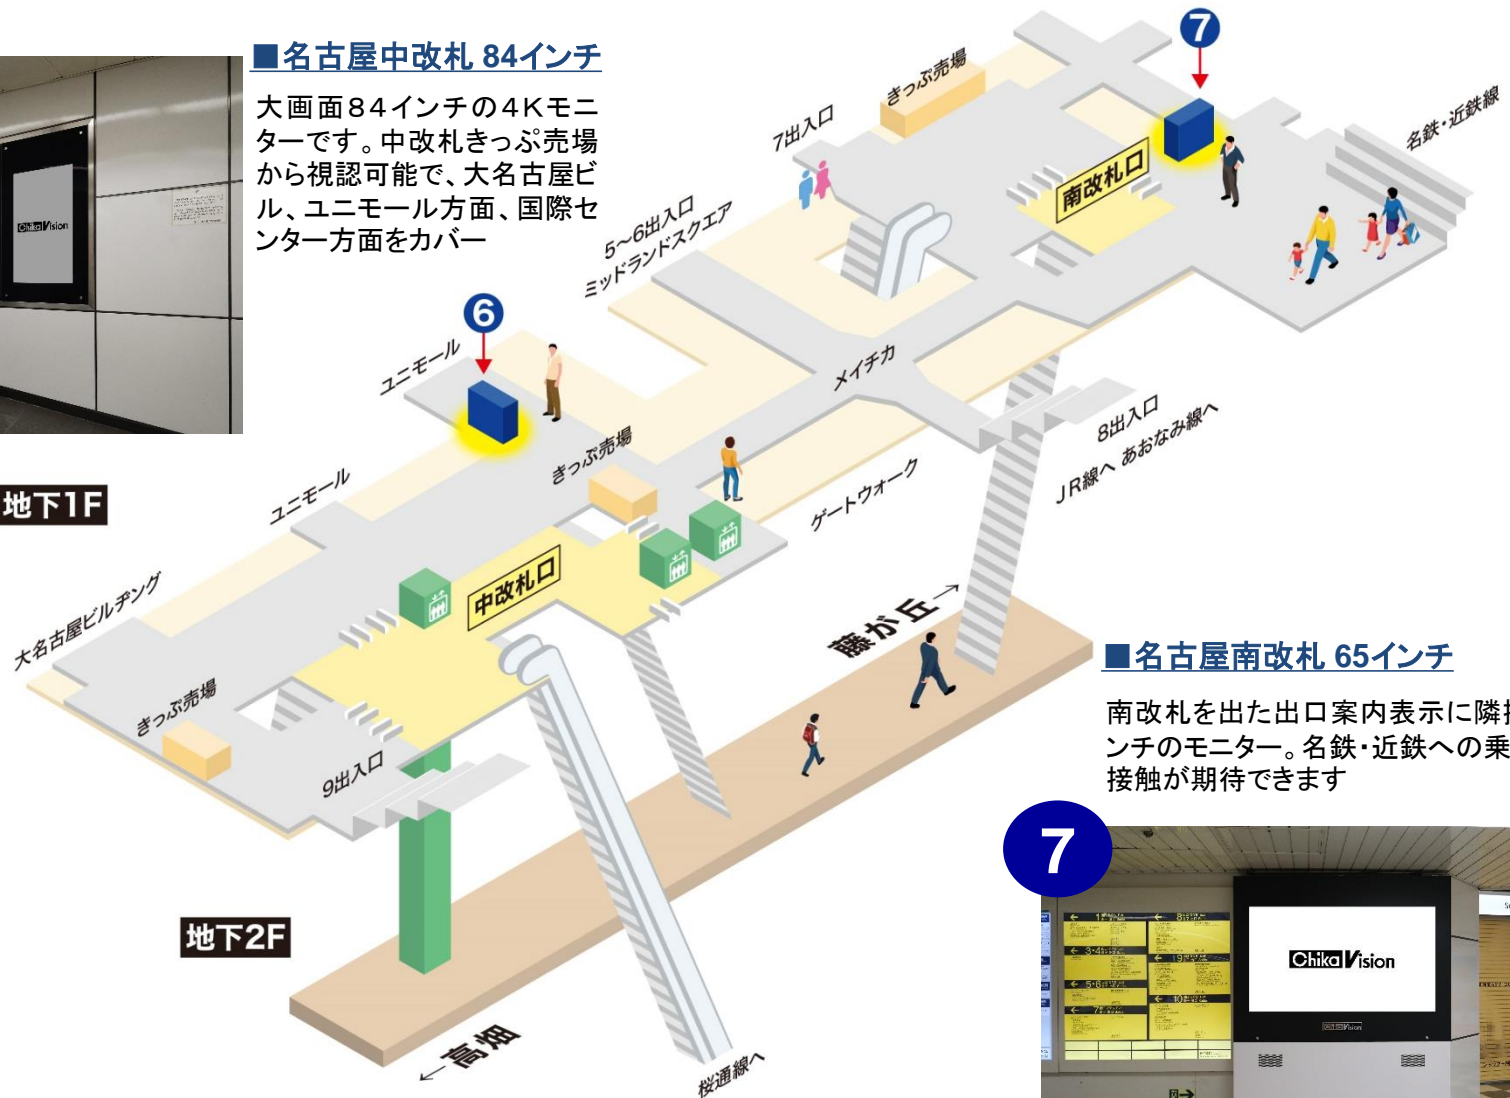 ■名古屋中改札 84インチ
大画面84インチの4Kモニ
ターです。中改札きっぷ売場
から視認可能で、大名古屋ビ
ル、ユニモール方面、国際セ
ンター方面をカバー
Chika Vision
7
きっぷ売場
7出入口
名鉄・近鉄線
南改札口
5~6出入口
ミッドランドスクエア
6
ユニモール
メイチカ
8出入口
JR線へ あおなみ線へ
きっぷ売場
ゲートウォーク
ユニモール
地下1F
中改札口
大名古屋ビルヂング
藤が丘→
きっぷ売場
9出入口
地下2F
←高畑
桜通線へ
■名古屋南改札 65インチ
南改札を出た出口案内表示に隣
ンチのモニター。名鉄・近鉄への乗
接触が期待できます
7
← 1
← 8
← 3・4
← 9
← 5・6
← 10
← 7
Chika Vision